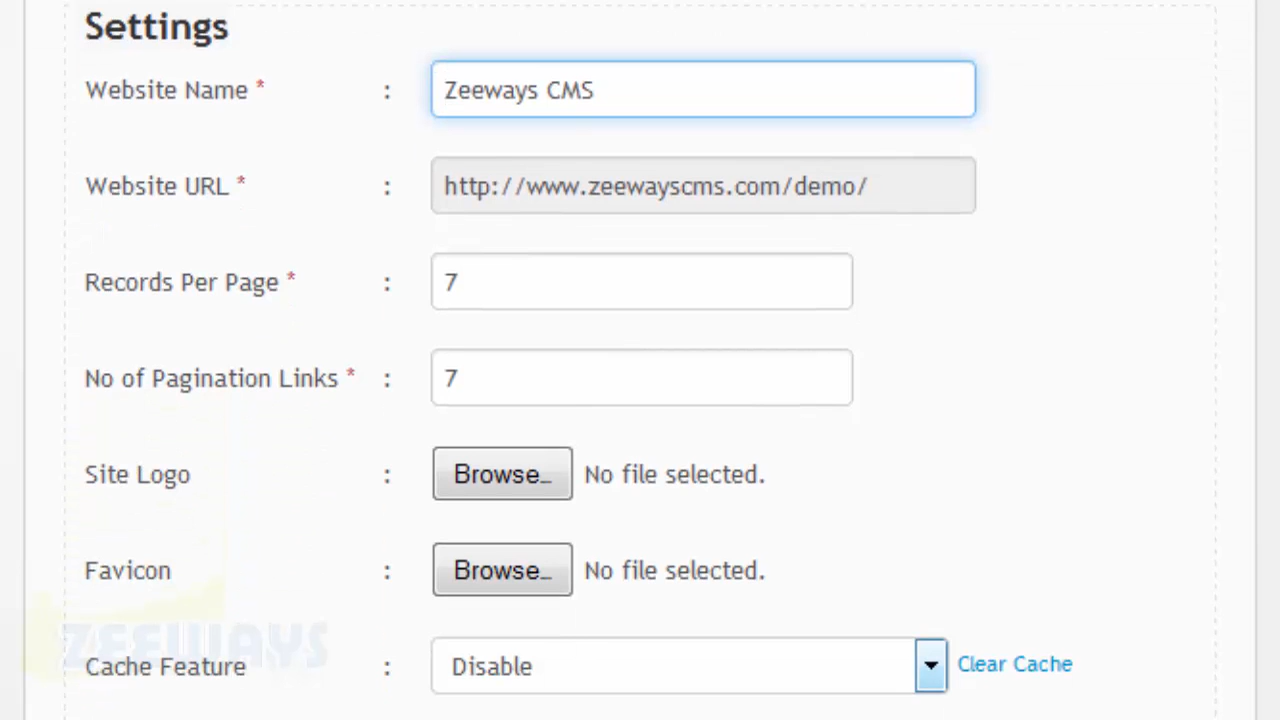 Settings
Website Name * : Zeeways CMS
Website URL * : http://www.zeewayscms.com/demo/
Records Per Page * : 7
No of Pagination Links * : 7
Site Logo : Browse… No file selected.
Favicon : Browse… No file selected.
ZEEWAYS
Cache Feature : Disable Clear Cache